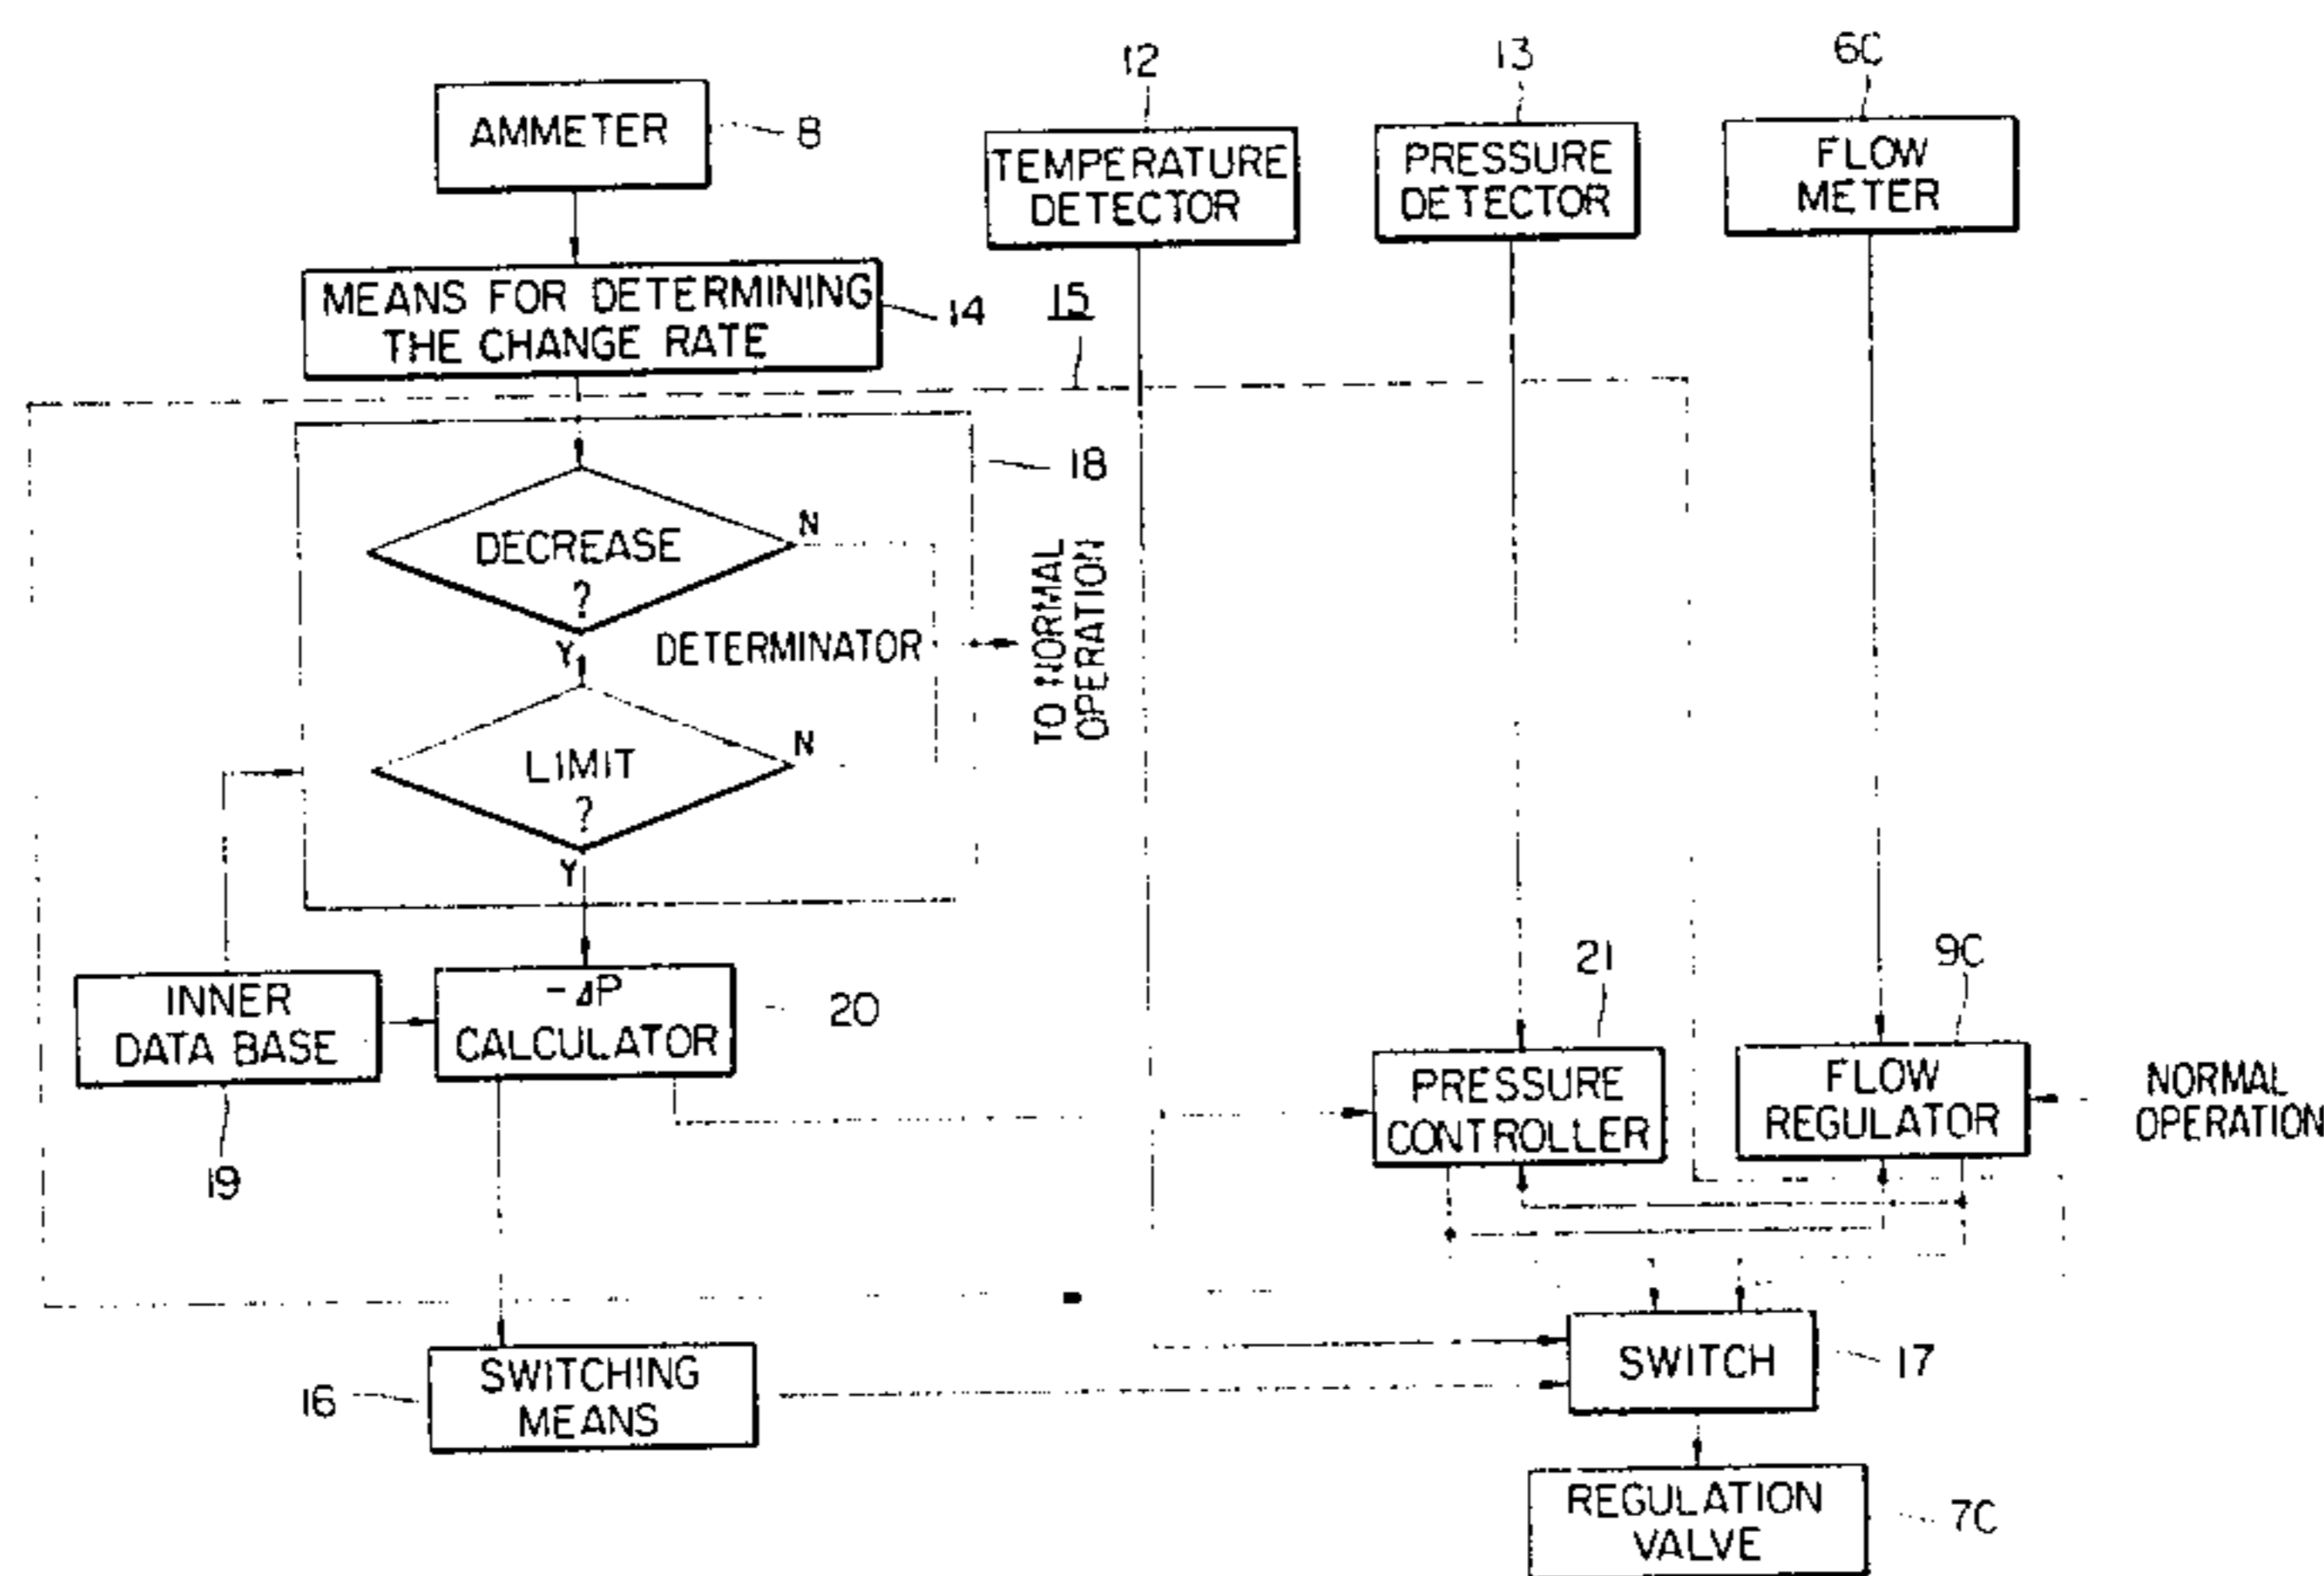 12
13
6C
AMMETER
8
TEMPERATURE
DETECTOR
PRESSURE
DETECTOR
FLOW
METER
MEANS FOR DETERMINING
THE CHANGE RATE
14
15
18
DECREASE
?
N
Y
DETERMINATOR
TO NORMAL
OPERATION
LIMIT
?
N
Y
INNER
DATA BASE
19
-ΔP
CALCULATOR
20
21
PRESSURE
CONTROLLER
9C
FLOW
REGULATOR
NORMAL
OPERATION
16
SWITCHING
MEANS
SWITCH
17
REGULATION
VALVE
7C